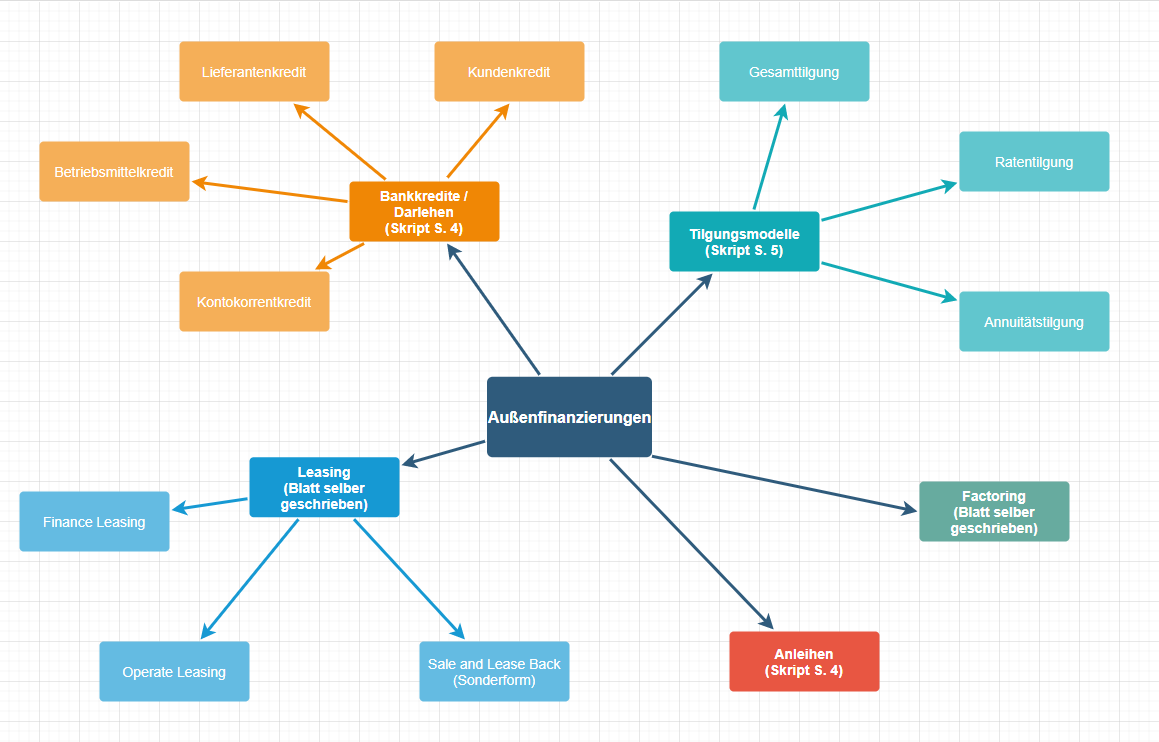 Lieferantenkredit
Kundenkredit
Gesamttilgung
Betriebsmittelkredit
Ratentilgung
Bankkredite /
Darlehen
(Skript S. 4)
Tilgungsmodelle
(Skript S. 5)
Kontokorrentkredit
Annuitätstilgung
Außenfinanzierungen
Leasing
(Blatt selber
geschrieben)
Finance Leasing
Factoring
(Blatt selber
geschrieben)
Operate Leasing
Sale and Lease Back
(Sonderform)
Anleihen
(Skript S. 4)